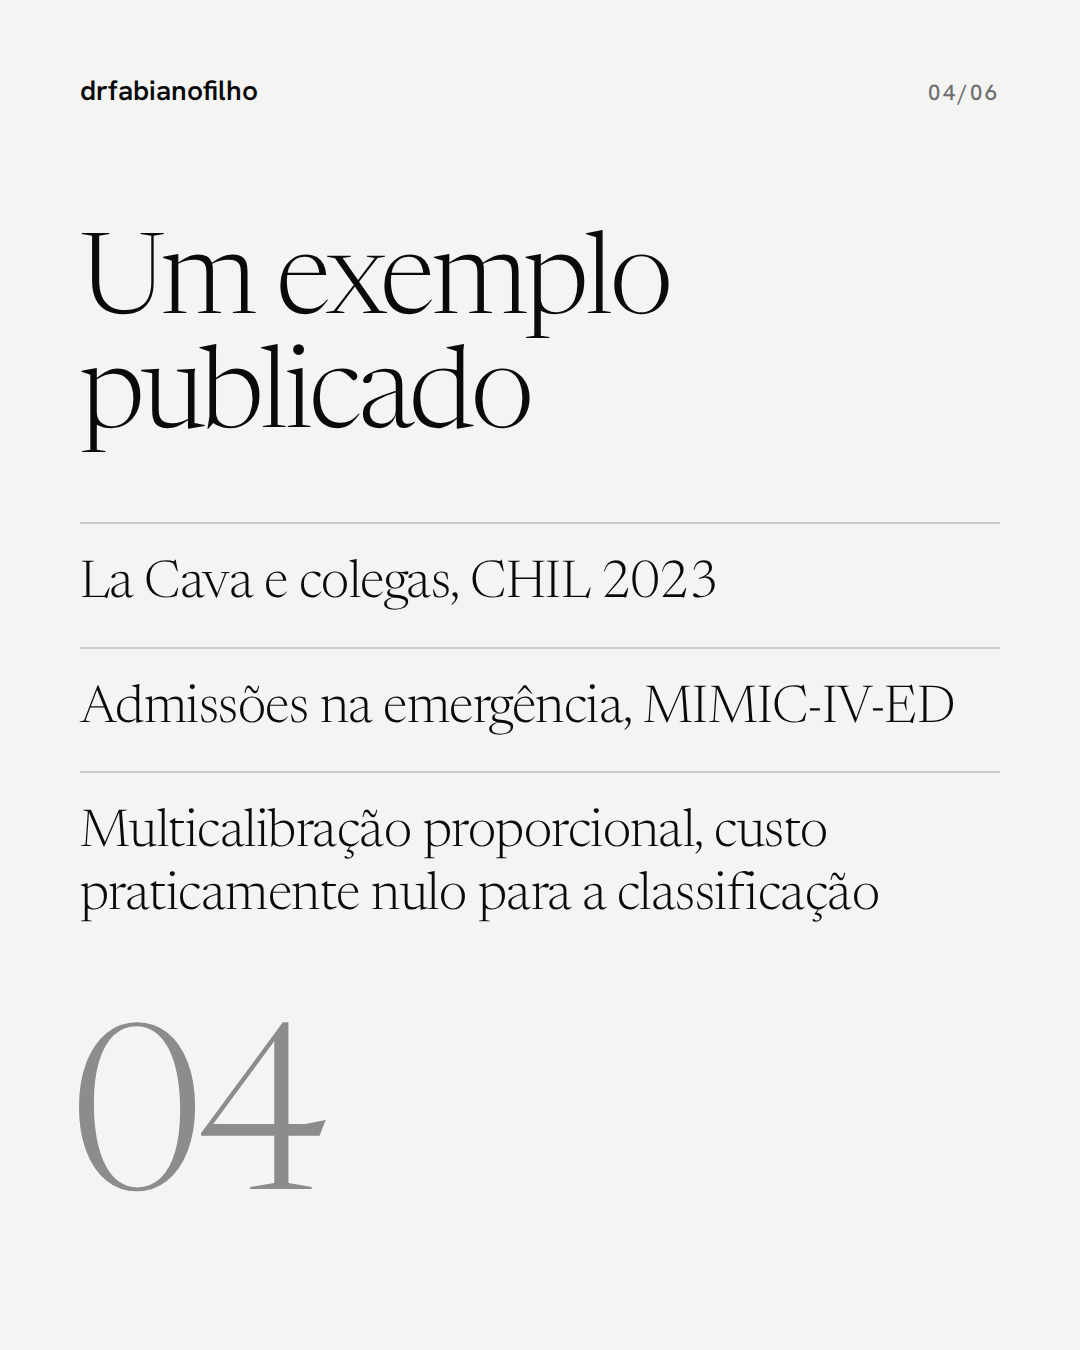 drfabianofilho
04/06
Um exemplo
publicado
La Cava e colegas, CHIL 2023
Admissões na emergência, MIMIC-IV-ED
Multicalibração proporcional, custo
praticamente nulo para a classificação
04